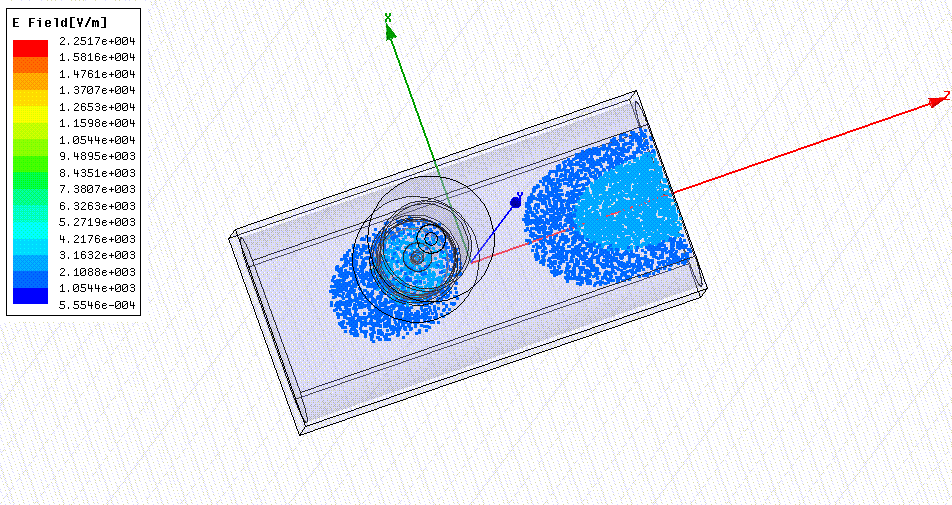 E Field[V/m]
2.2517e+004
1.5816e+004
1.4761e+004
1.3707e+004
1.2653e+004
1.1598e+004
1.0544e+004
9.4895e+003
8.4351e+003
7.3807e+003
6.3263e+003
5.2719e+003
4.2176e+003
3.1632e+003
2.1088e+003
1.0544e+003
5.5546e-004
X
Z
Y